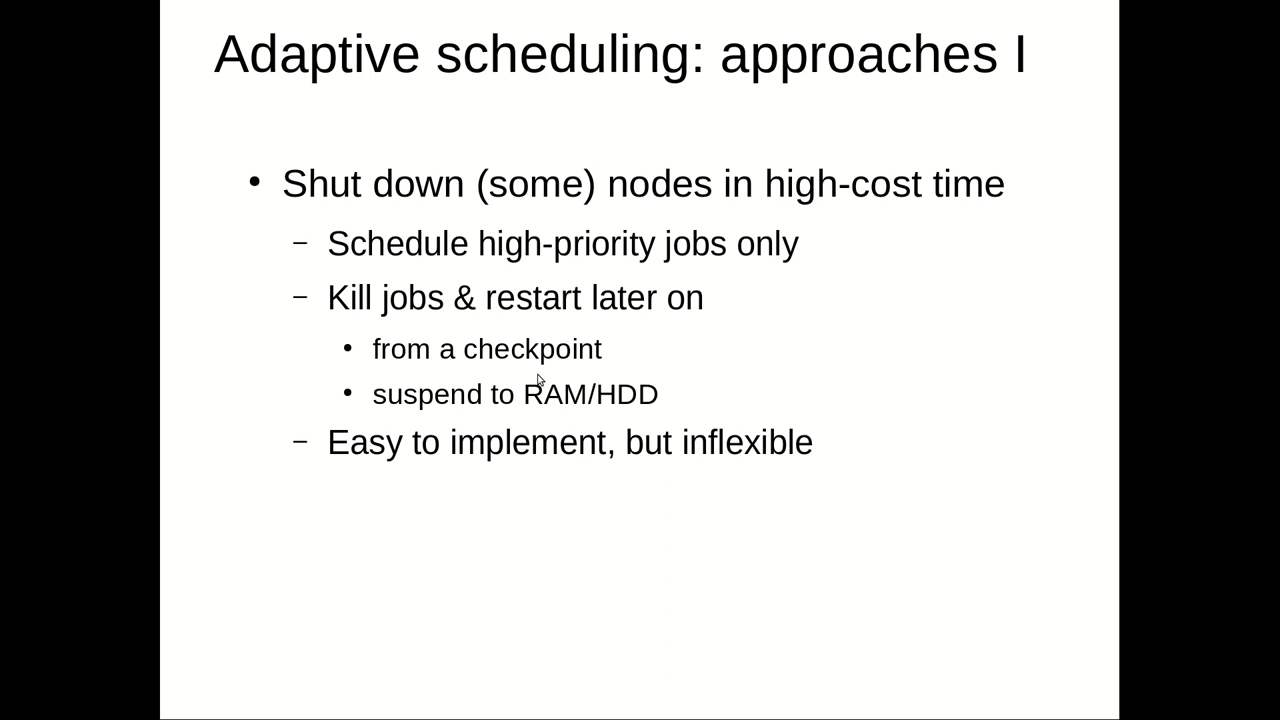 Adaptive scheduling: approaches I
• Shut down (some) nodes in high-cost time
– Schedule high-priority jobs only
– Kill jobs & restart later on
• from a checkpoint
• suspend to RAM/HDD
– Easy to implement, but inflexible